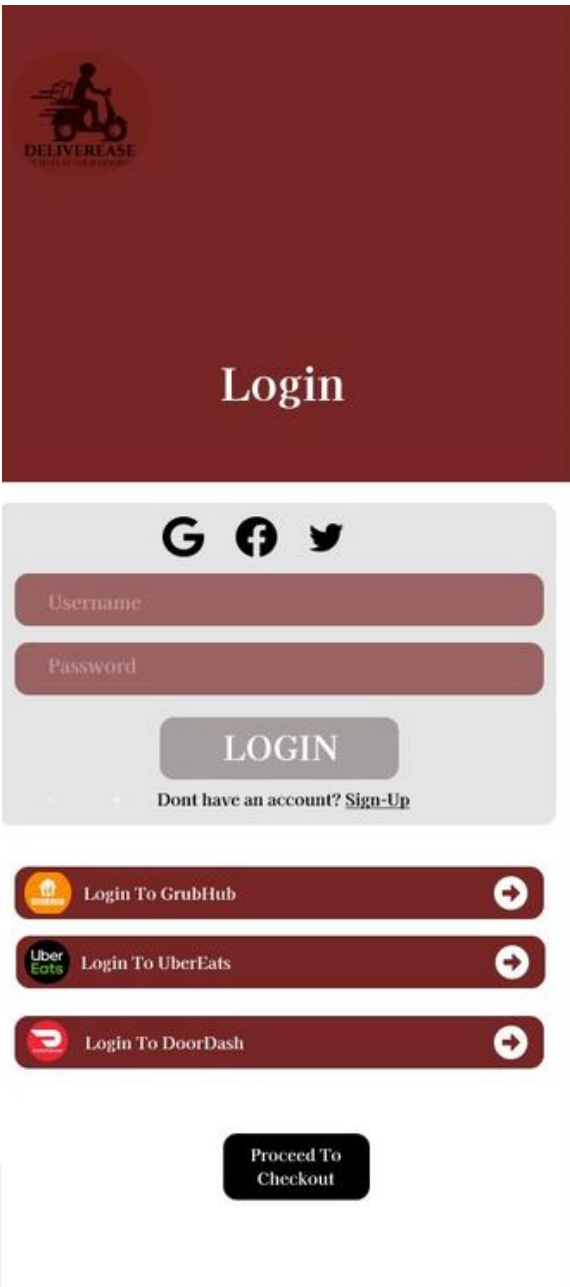 DELIVEREASE
Login
Username
Password
LOGIN
Dont have an account? Sign-Up
Login To GrubHub
Uber
Eats
Login To UberEats
Login To DoorDash
Proceed To
Checkout